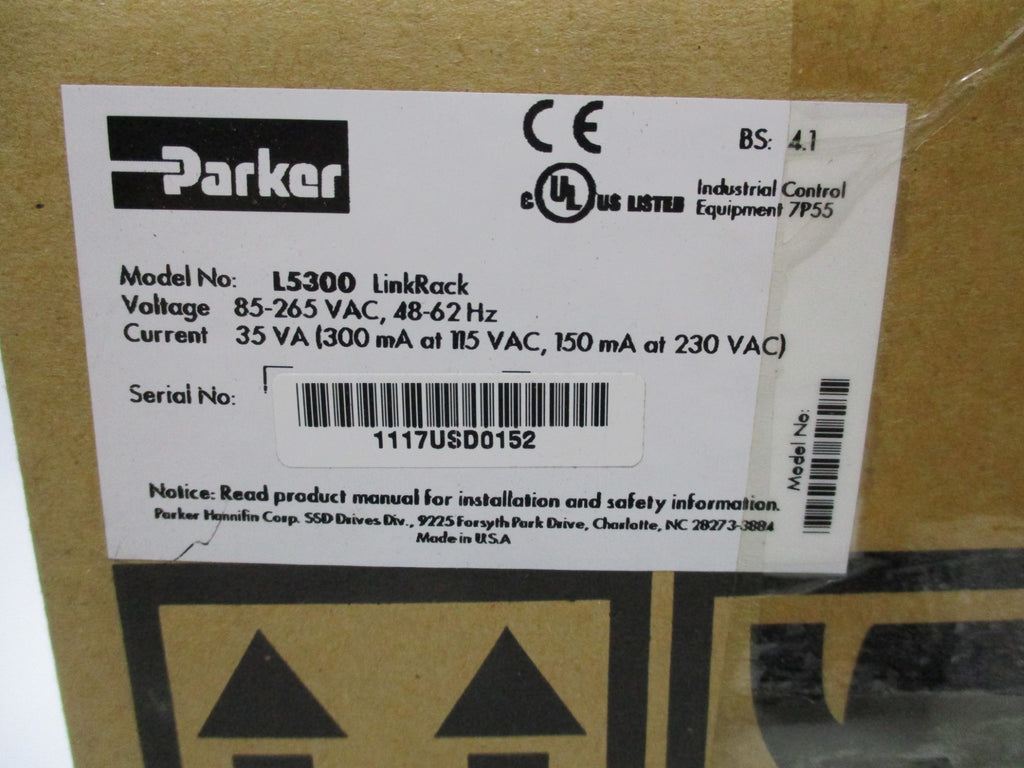 Parker
CE
BS: 4.1
c UL US LISTED
Industrial Control
Equipment 7P55
Model No: L5300 LinkRack
Voltage 85-265 VAC, 48-62 Hz
Current 35 VA (300 mA at 115 VAC, 150 mA at 230 VAC)
Serial No:
1117USD0152
Model No:
Notice: Read product manual for installation and safety information.
Parker Hannifin Corp. SSD Drives Div., 9225 Forsyth Park Drive, Charlotte, NC 28273-3884
Made in U.S.A